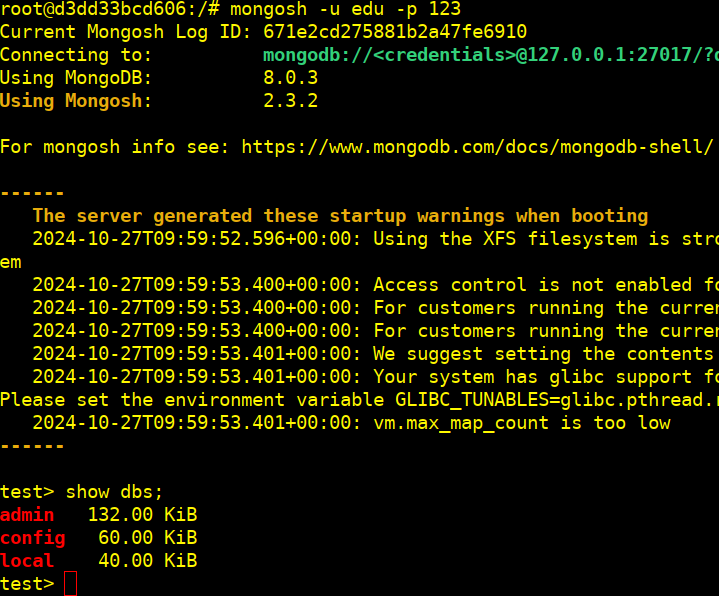 root@d3dd33bcd606:/# mongosh -u edu -p 123
Current Mongosh Log ID: 671e2cd275881b2a47fe6910
Connecting to:          mongodb://<credentials>@127.0.0.1:27017/?
Using MongoDB:          8.0.3
Using Mongosh:          2.3.2
For mongosh info see: https://www.mongodb.com/docs/mongodb-shell/
------
   The server generated these startup warnings when booting
   2024-10-27T09:59:52.596+00:00: Using the XFS filesystem is
em
   2024-10-27T09:59:53.400+00:00: Access control is not enabled
   2024-10-27T09:59:53.400+00:00: For customers running the
   2024-10-27T09:59:53.400+00:00: For customers running the
   2024-10-27T09:59:53.401+00:00: We suggest setting the contents
   2024-10-27T09:59:53.401+00:00: Your system has glibc support
Please set the environment variable GLIBC_TUNABLES=glibc.pthread.
   2024-10-27T09:59:53.401+00:00: vm.max_map_count is too low
------
test> show dbs;
admin   132.00 KiB
config   60.00 KiB
local    40.00 KiB
test>